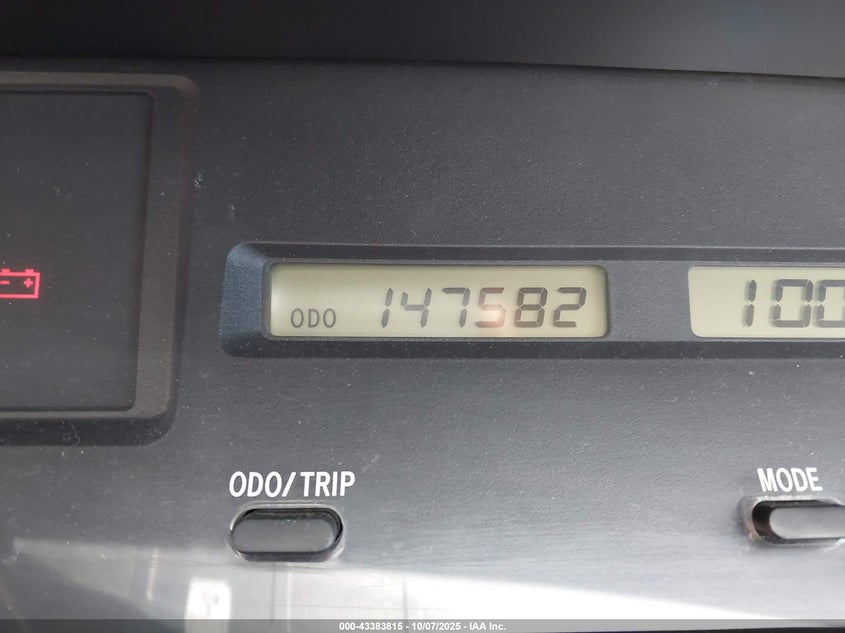 ODO 147582
100
ODO/TRIP
MODE
000-43383815 - 10/07/2025 - IAA Inc.